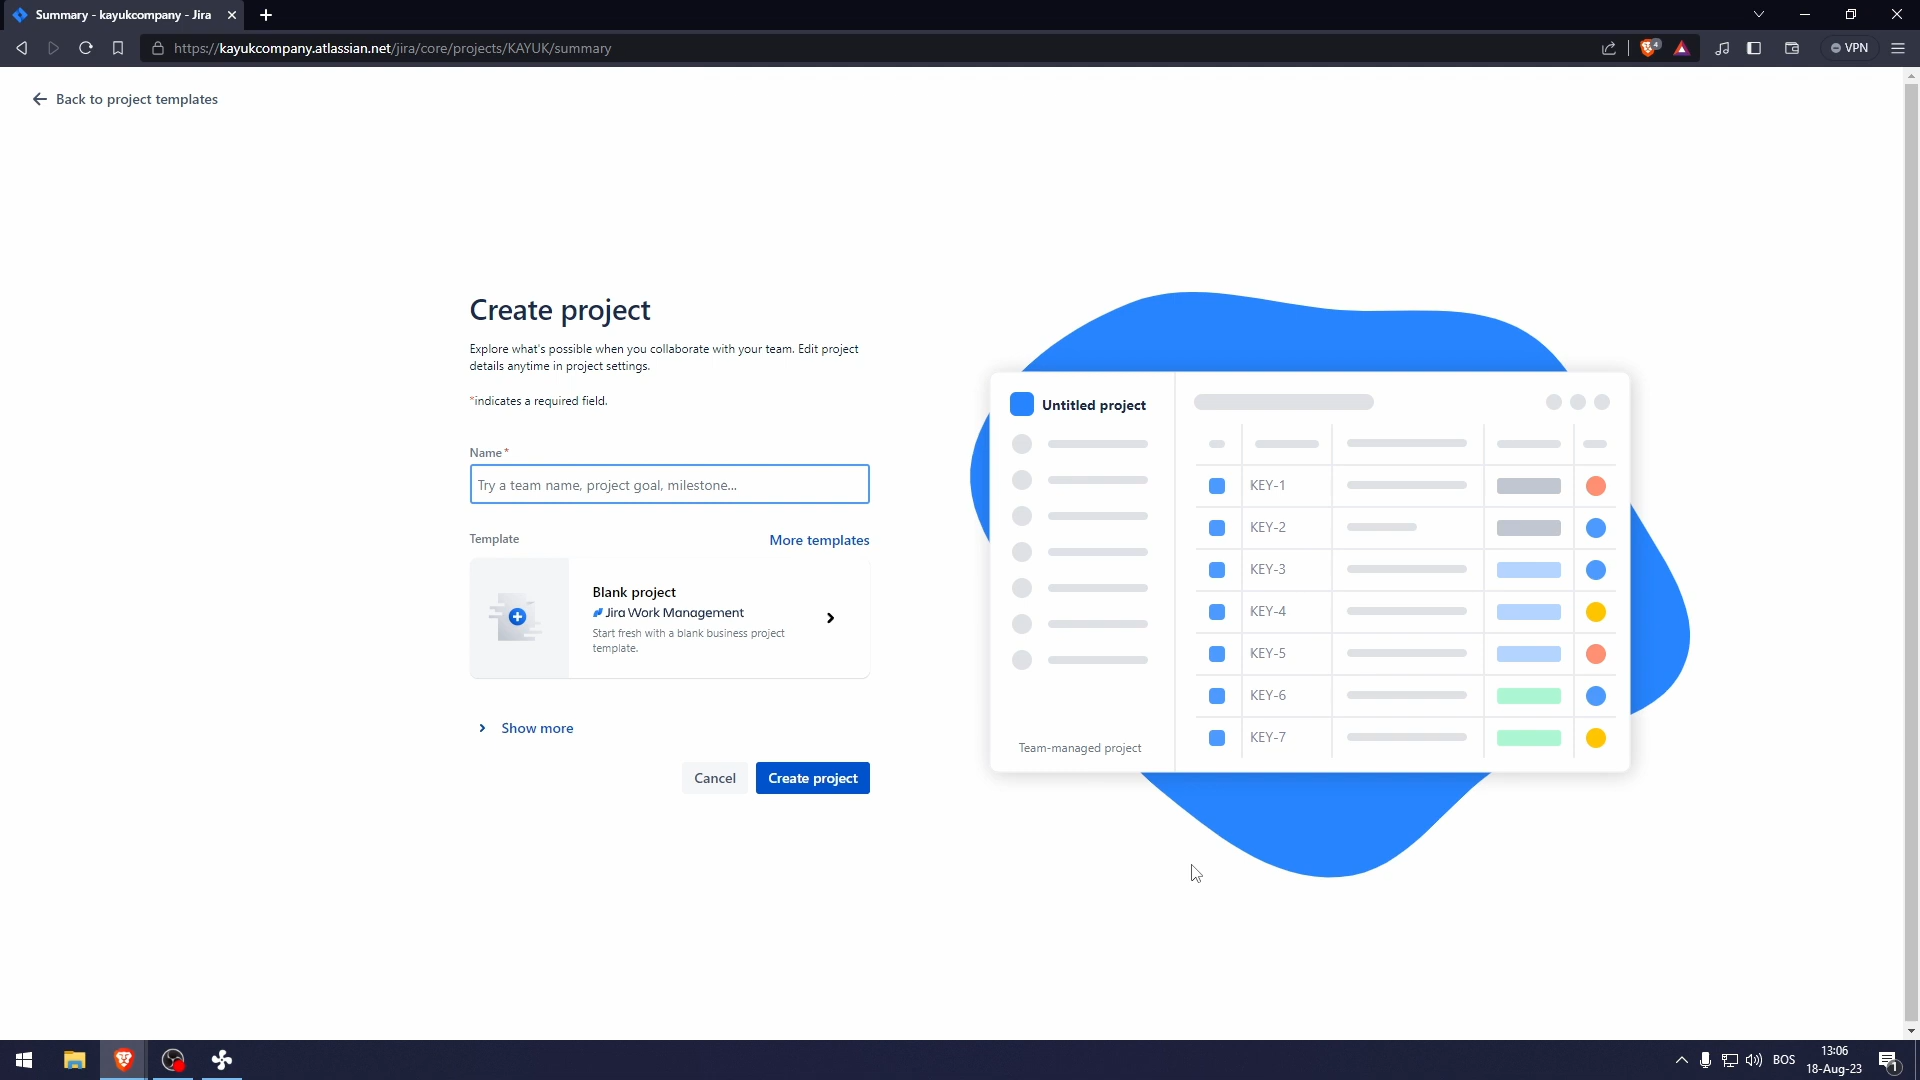 Summary - kayukcompany - Jira
https://kayukcompany.atlassian.net/jira/core/projects/KAYUK/summary
4
VPN
Back to project templates
Create project
Explore what's possible when you collaborate with your team. Edit project
details anytime in project settings.
*indicates a required field.
Name*
Try a team name, project goal, milestone...
Template
More templates
Blank project
Jira Work Management
Start fresh with a blank business project
template.
Show more
Cancel
Create project
Untitled project
KEY-1
KEY-2
KEY-3
KEY-4
KEY-5
KEY-6
KEY-7
Team-managed project
BOS
13:06
18-Aug-23
1